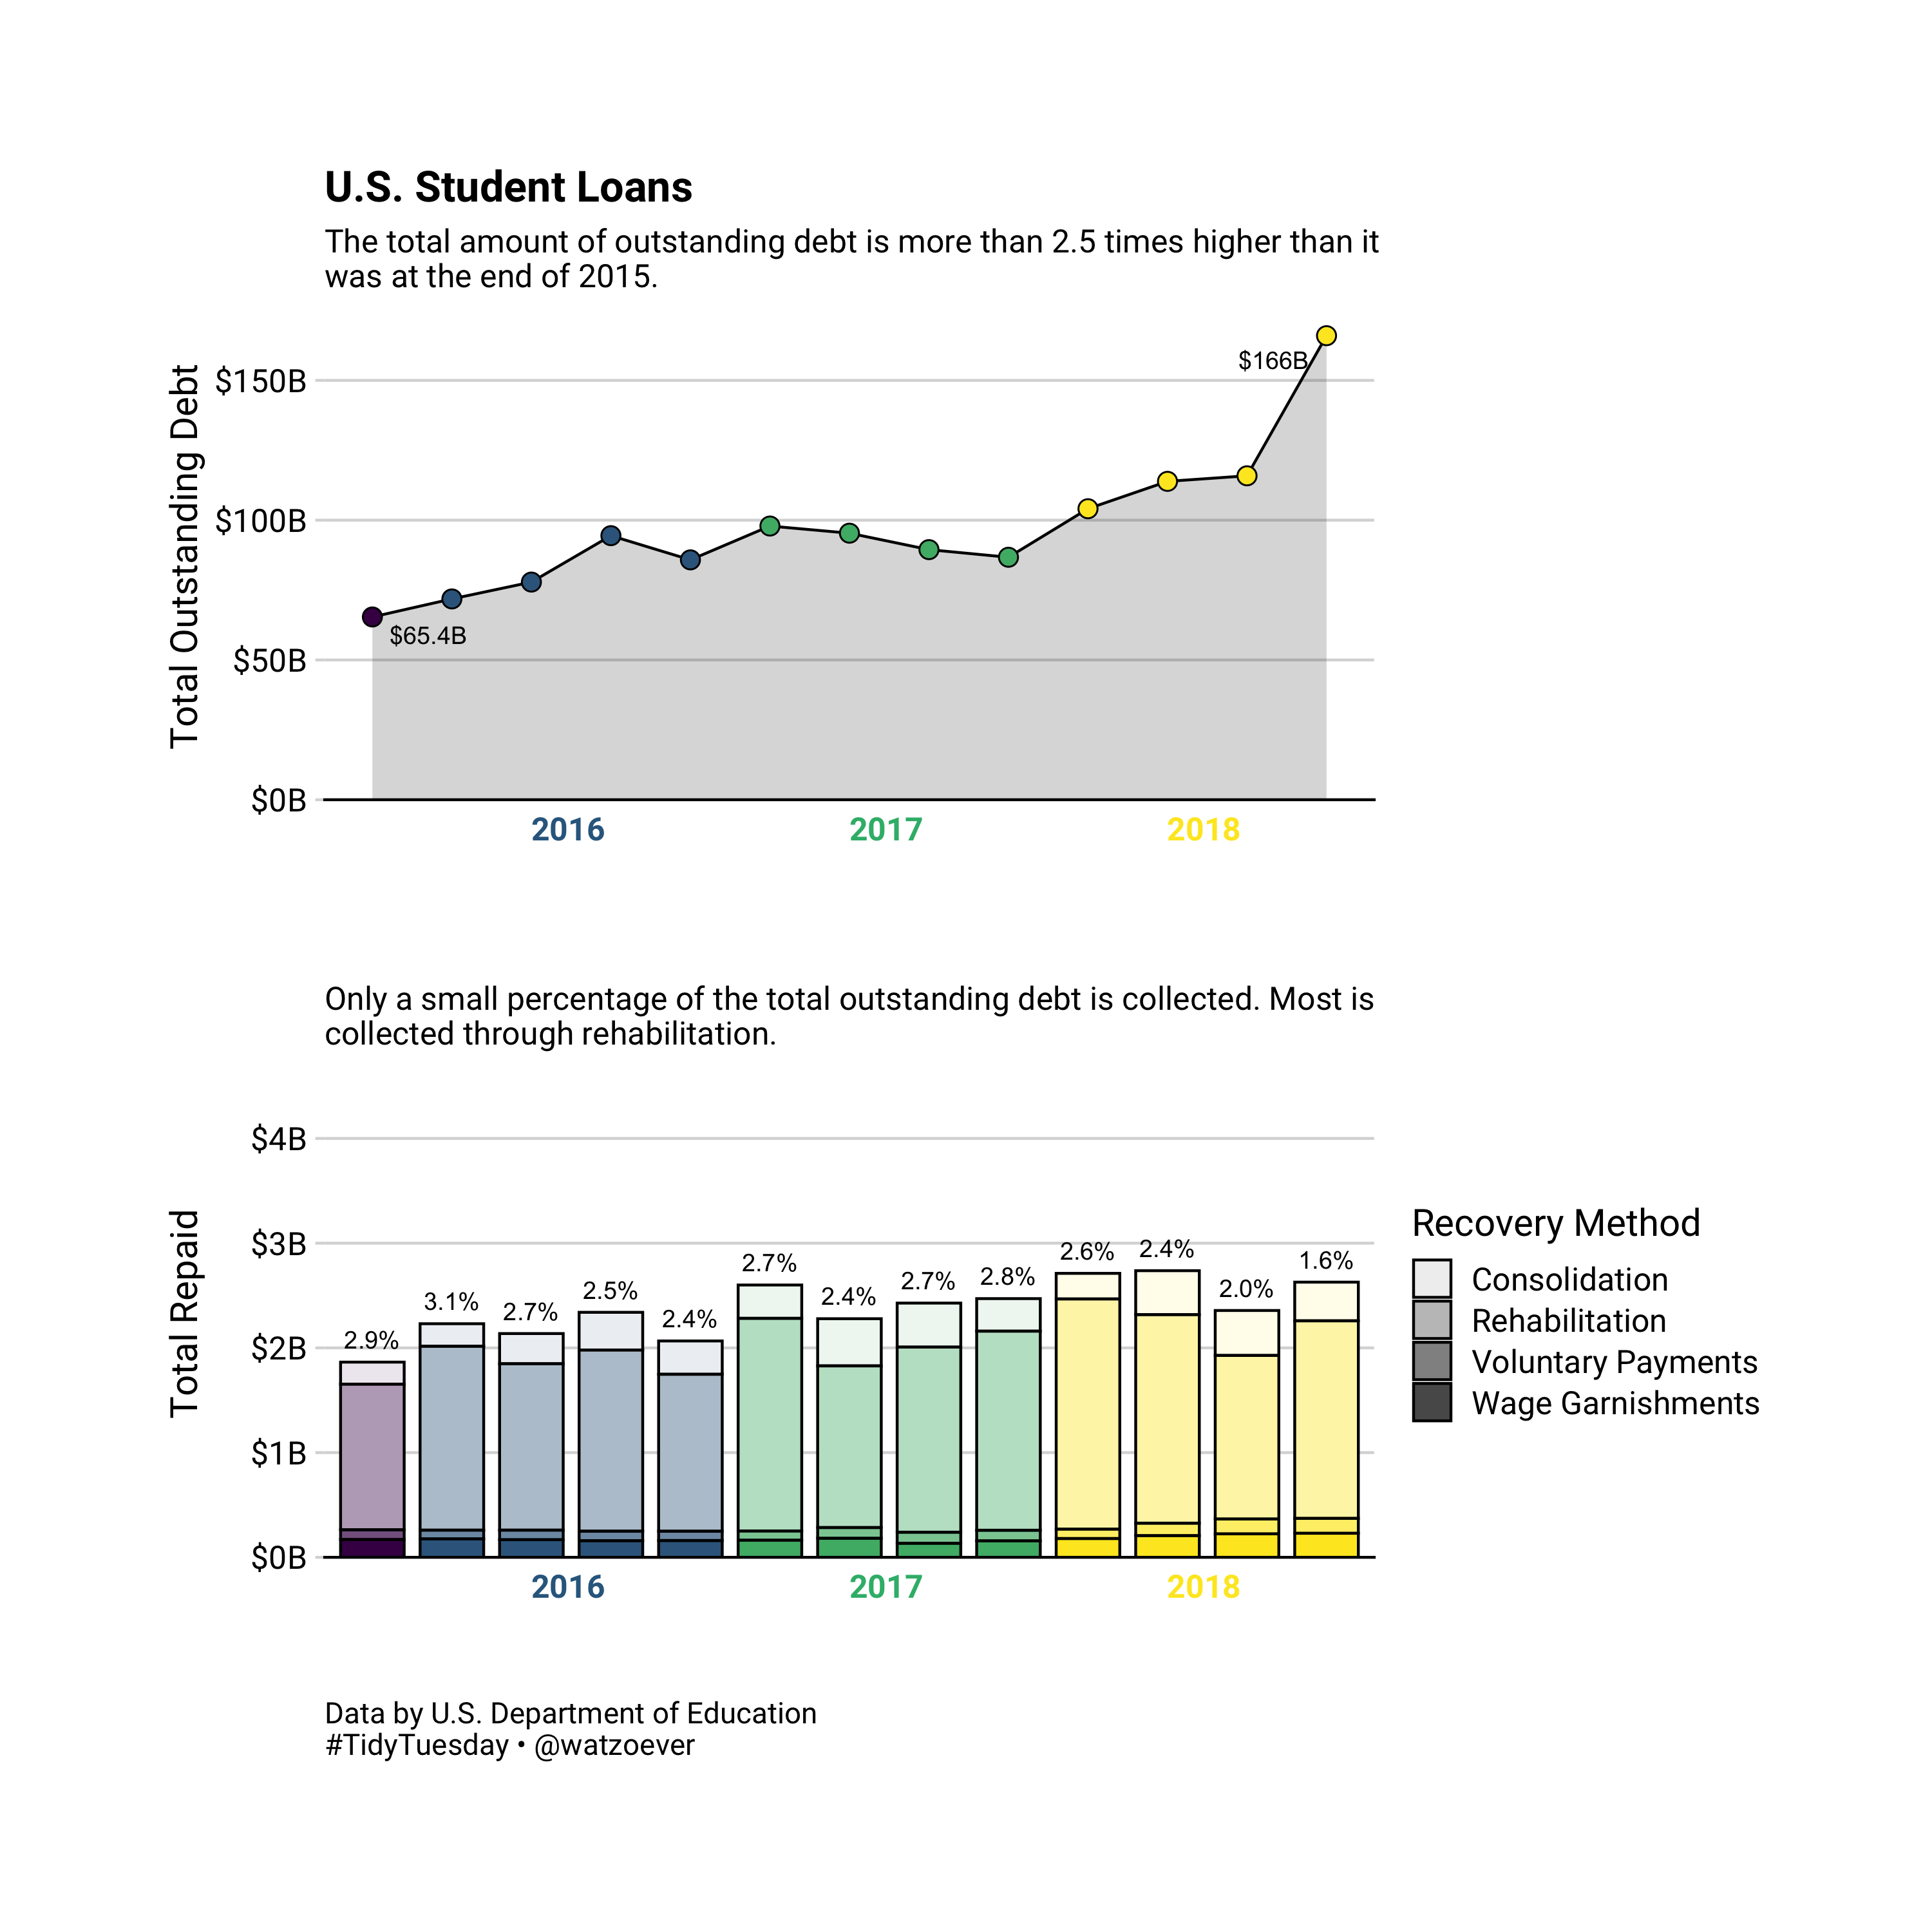 U.S. Student Loans
The total amount of outstanding debt is more than 2.5 times higher than it
was at the end of 2015.
Total Outstanding Debt
$150B
$100B
$50B
$0B
$166B
$65.4B
2016 2017 2018
Only a small percentage of the total outstanding debt is collected. Most is
collected through rehabilitation.
Total Repaid
$4B
$3B
$2B
$1B
$0B
2.9% 3.1% 2.7% 2.5% 2.4% 2.7% 2.4% 2.7% 2.8% 2.6% 2.4% 2.0% 1.6%
2016 2017 2018
Recovery Method
Consolidation
Rehabilitation
Voluntary Payments
Wage Garnishments
Data by U.S. Department of Education
#TidyTuesday • @watzoever